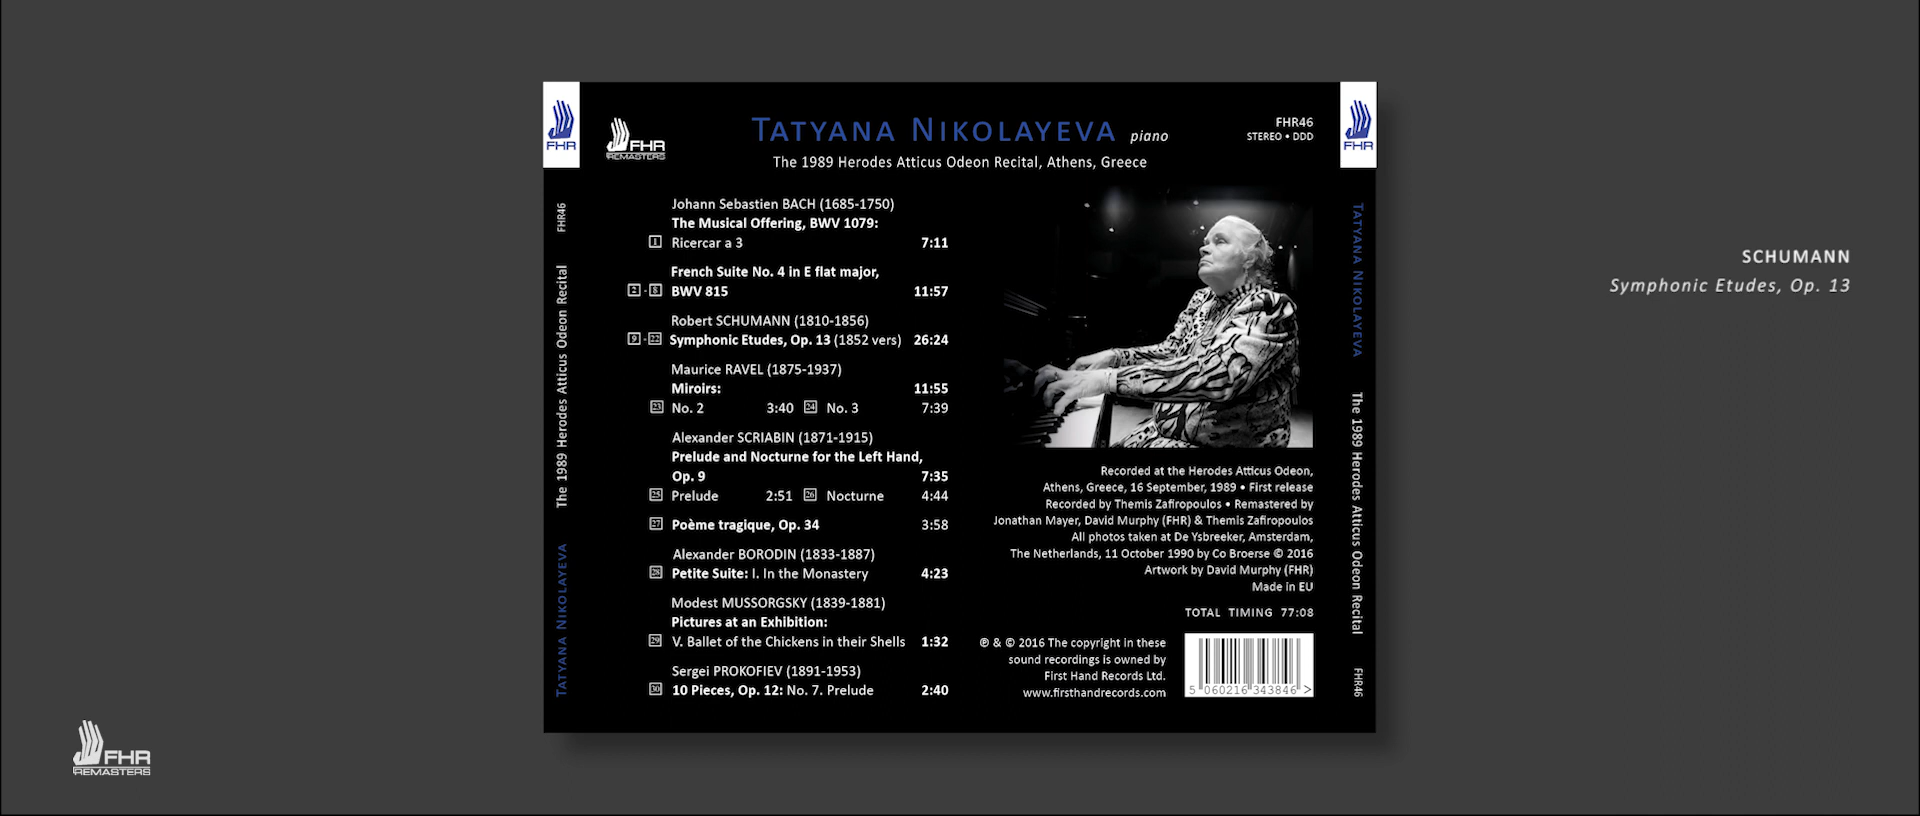 FHR
FHR
REMASTERS
TATYANA NIKOLAYEVA piano
The 1989 Herodes Atticus Odeon Recital, Athens, Greece
FHR46
STEREO • DDD
FHR
Johann Sebastien BACH (1685-1750)
The Musical Offering, BWV 1079:
1 Ricercar a 3 7:11
French Suite No. 4 in E flat major,
2 - 8 BWV 815 11:57
Robert SCHUMANN (1810-1856)
9 - 22 Symphonic Etudes, Op. 13 (1852 vers) 26:24
Maurice RAVEL (1875-1937)
Miroirs: 11:55
23 No. 2 3:40 24 No. 3 7:39
Alexander SCRIABIN (1871-1915)
Prelude and Nocturne for the Left Hand,
Op. 9 7:35
25 Prelude 2:51 26 Nocturne 4:44
27 Poème tragique, Op. 34 3:58
Alexander BORODIN (1833-1887)
28 Petite Suite: I. In the Monastery 4:23
Modest MUSSORGSKY (1839-1881)
Pictures at an Exhibition:
29 V. Ballet of the Chickens in their Shells 1:32
Sergei PROKOFIEV (1891-1953)
30 10 Pieces, Op. 12: No. 7. Prelude 2:40
Recorded at the Herodes Atticus Odeon,
Athens, Greece, 16 September, 1989 • First release
Recorded by Themis Zafiropoulos • Remastered by
Jonathan Mayer, David Murphy (FHR) & Themis Zafiropoulos
All photos taken at De Ysbreeker, Amsterdam,
The Netherlands, 11 October 1990 by Co Broerse © 2016
Artwork by David Murphy (FHR)
Made in EU
TOTAL TIMING 77:08
℗ & © 2016 The copyright in these
sound recordings is owned by
First Hand Records Ltd.
www.firsthandrecords.com
5 060216 343846 >
TATYANA NIKOLAYEVA The 1989 Herodes Atticus Odeon Recital FHR46
TATYANA NIKOLAYEVA The 1989 Herodes Atticus Odeon Recital FHR46
SCHUMANN
Symphonic Etudes, Op. 13
FHR
REMASTERS